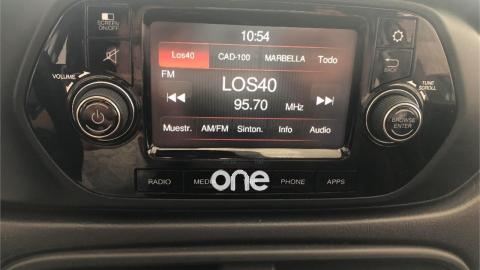 10:54
SCREEN
ON/OFF
Los40 CAD-100 MARBELLA Todo
FM
BACK
VOLUME
LOS40
TUNE
SCROLL
95.70 MHz
BROWSE
ENTER
Muestr. AM/FM Sinton. Info Audio
RADIO one PHONE APPS